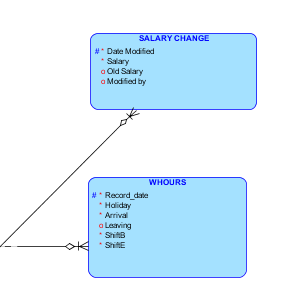 SALARY CHANGE
# * Date Modified
* Salary
o Old Salary
o Modified by
WHOURS
# * Record_date
* Holiday
* Arrival
o Leaving
* ShiftB
* ShiftE